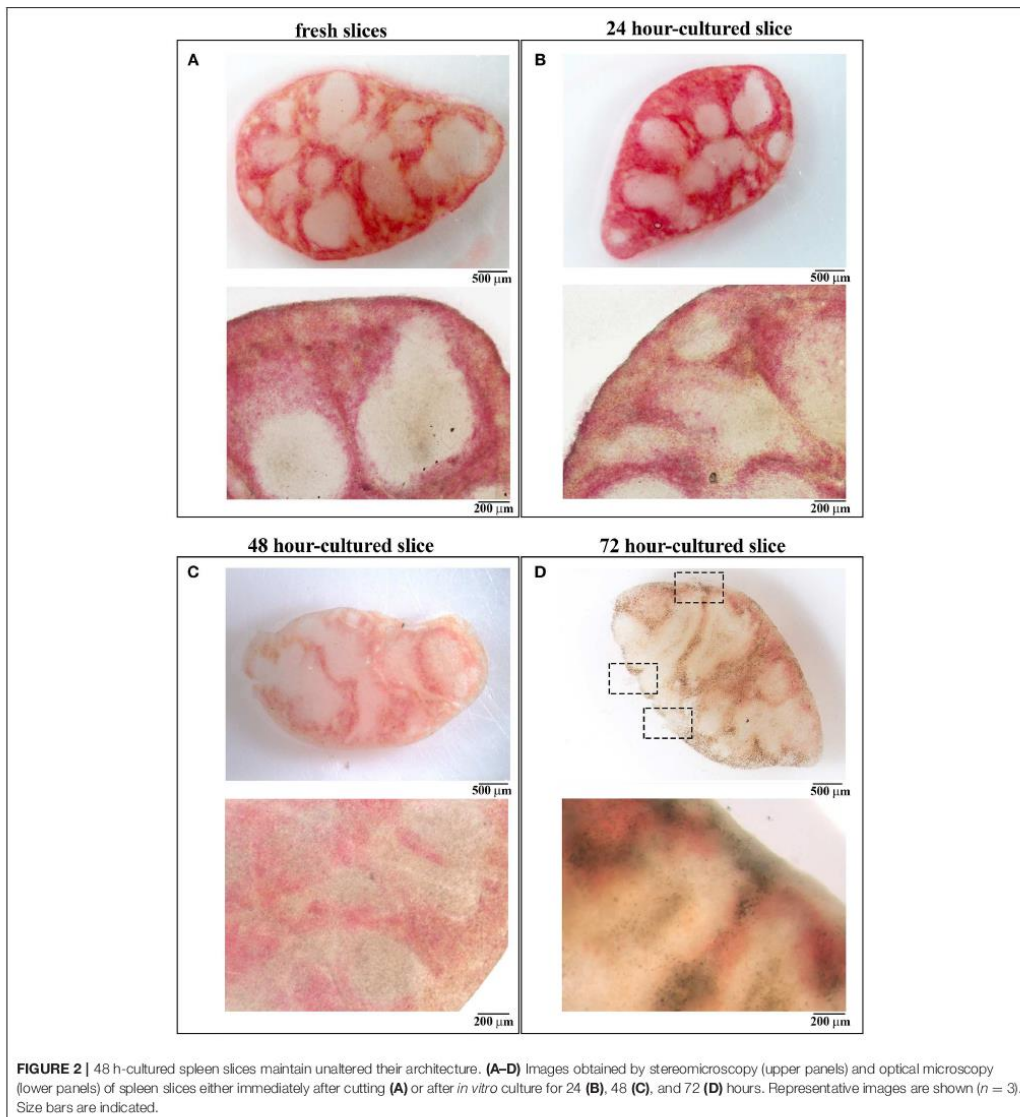 fresh slices
24 hour-cultured slice
A
B
500 μm
500 μm
200 μm
200 μm
48 hour-cultured slice
72 hour-cultured slice
C
D
500 μm
500 μm
200 μm
200 μm
FIGURE 2 | 48 h-cultured spleen slices maintain unaltered their architecture. (A–D) Images obtained by stereomicroscopy (upper panels) and optical microscopy
(lower panels) of spleen slices either immediately after cutting (A) or after in vitro culture for 24 (B), 48 (C), and 72 (D) hours. Representative images are shown (n = 3).
Size bars are indicated.